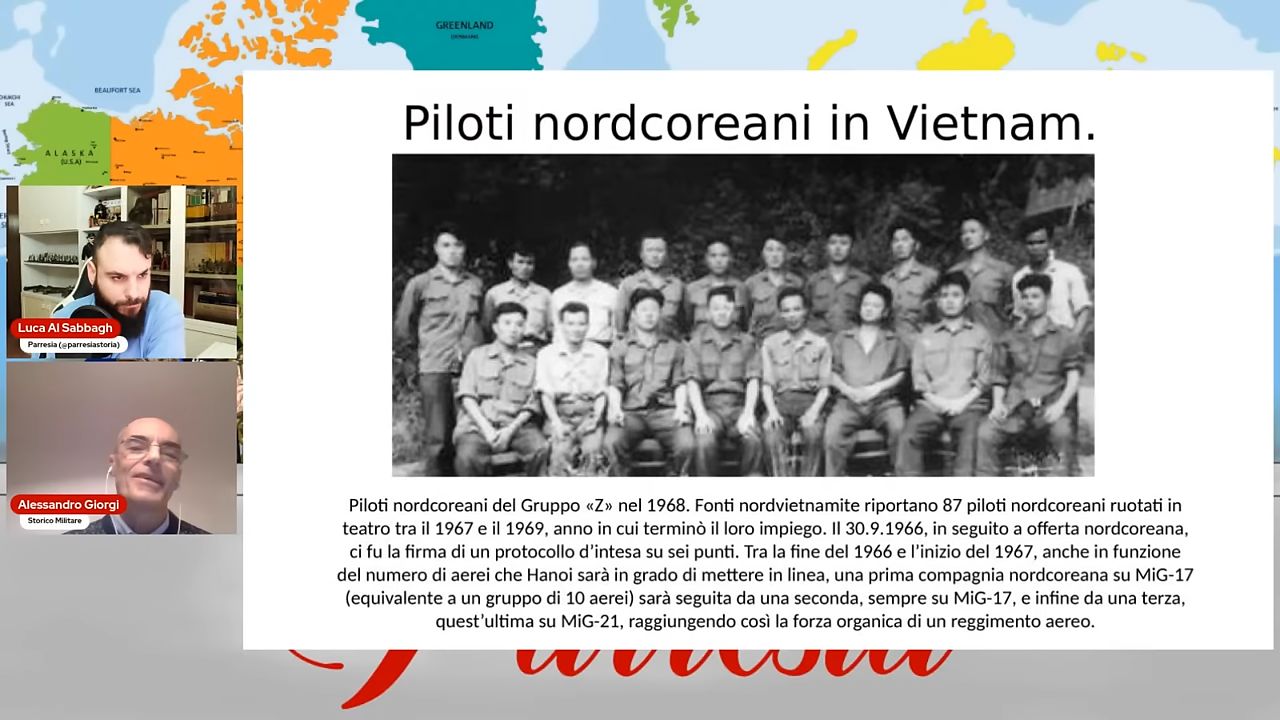 GREENLAND
BEAUFORT SEA
CHUKCHI
SEA
ALASKA
(U.S.A)
Piloti nordcoreani in Vietnam.
Luca Al Sabbagh
Parresia (@parresiastoria)
Alessandro Giorgi
Storico Militare
Piloti nordcoreani del Gruppo «Z» nel 1968. Fonti nordvietnamite riportano 87 piloti nordcoreani ruotati in
teatro tra il 1967 e il 1969, anno in cui terminò il loro impiego. Il 30.9.1966, in seguito a offerta nordcoreana,
ci fu la firma di un protocollo d’intesa su sei punti. Tra la fine del 1966 e l’inizio del 1967, anche in funzione
del numero di aerei che Hanoi sarà in grado di mettere in linea, una prima compagnia nordcoreana su MiG-17
(equivalente a un gruppo di 10 aerei) sarà seguita da una seconda, sempre su MiG-17, e infine da una terza,
quest’ultima su MiG-21, raggiungendo così la forza organica di un reggimento aereo.
Parresia